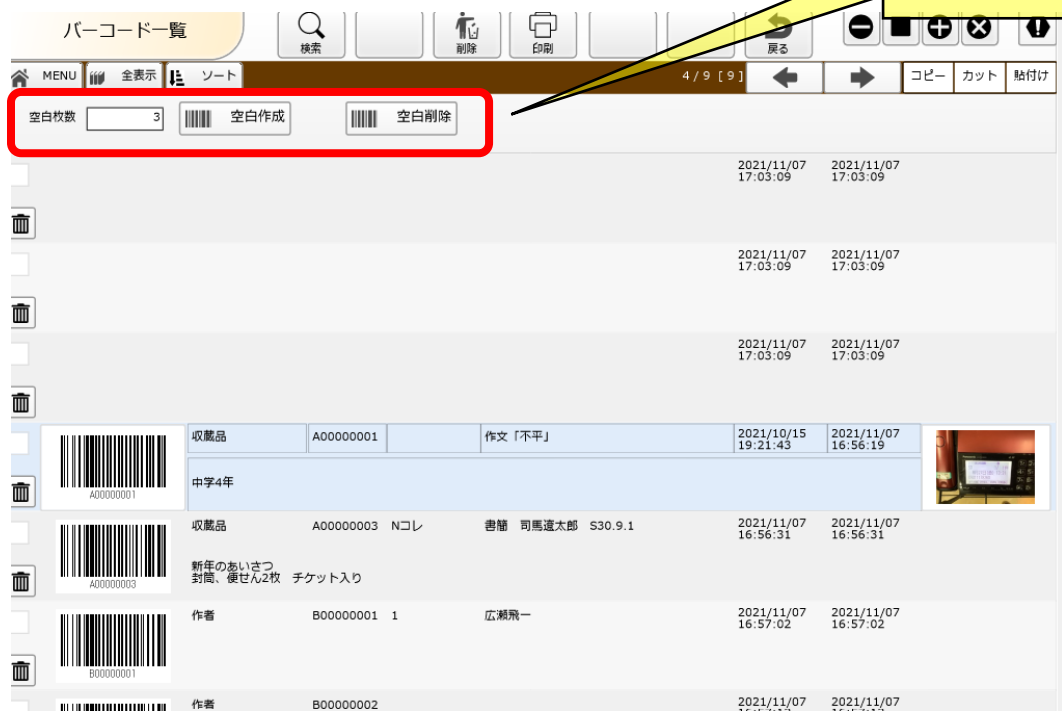 バーコード一覧
検索 削除 印刷 戻る
MENU 全表示 ソート 4/9 [9] コピー カット 貼付け
空白枚数 3 空白作成 空白削除
2021/11/07 2021/11/07
17:03:09 17:03:09
2021/11/07 2021/11/07
17:03:09 17:03:09
2021/11/07 2021/11/07
17:03:09 17:03:09
収蔵品 A00000001 作文「不平」 2021/10/15 2021/11/07
19:21:43 16:56:19
A00000001
中学4年
収蔵品 A00000003 Nコレ 書簡 司馬遼太郎 S30.9.1 2021/11/07 2021/11/07
16:56:31 16:56:31
A00000003
新年のあいさつ
封筒、便せん2枚 チケット入り
作者 B00000001 1 広瀬飛一 2021/11/07 2021/11/07
16:57:02 16:57:02
B00000001
作者 B00000002 2021/11/07 2021/11/07